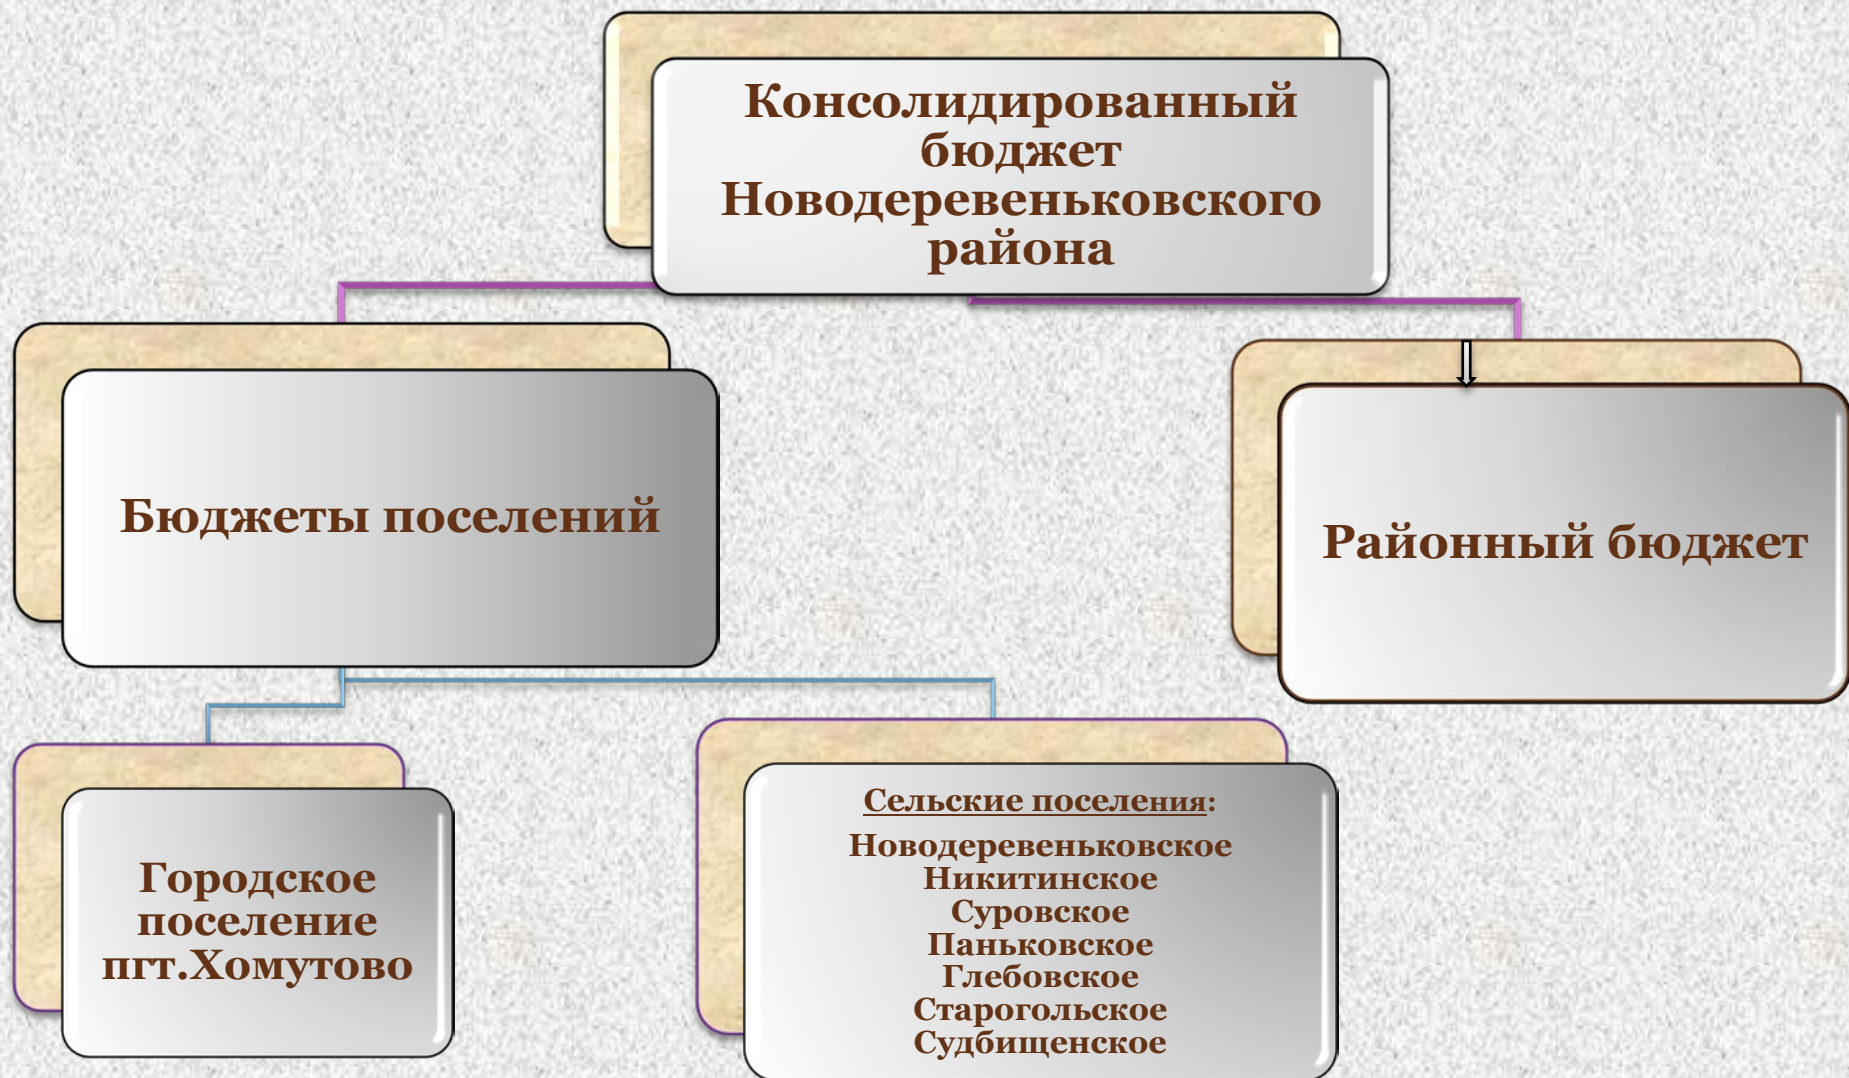 Консолидированный
бюджет
Новодеревеньковского
района
Бюджеты поселений
Районный бюджет
Городское
поселение
пгт.Хомутово
Сельские поселения:
Новодеревеньковское
Никитинское
Суровское
Паньковское
Глебовское
Старогольское
Судбищенское